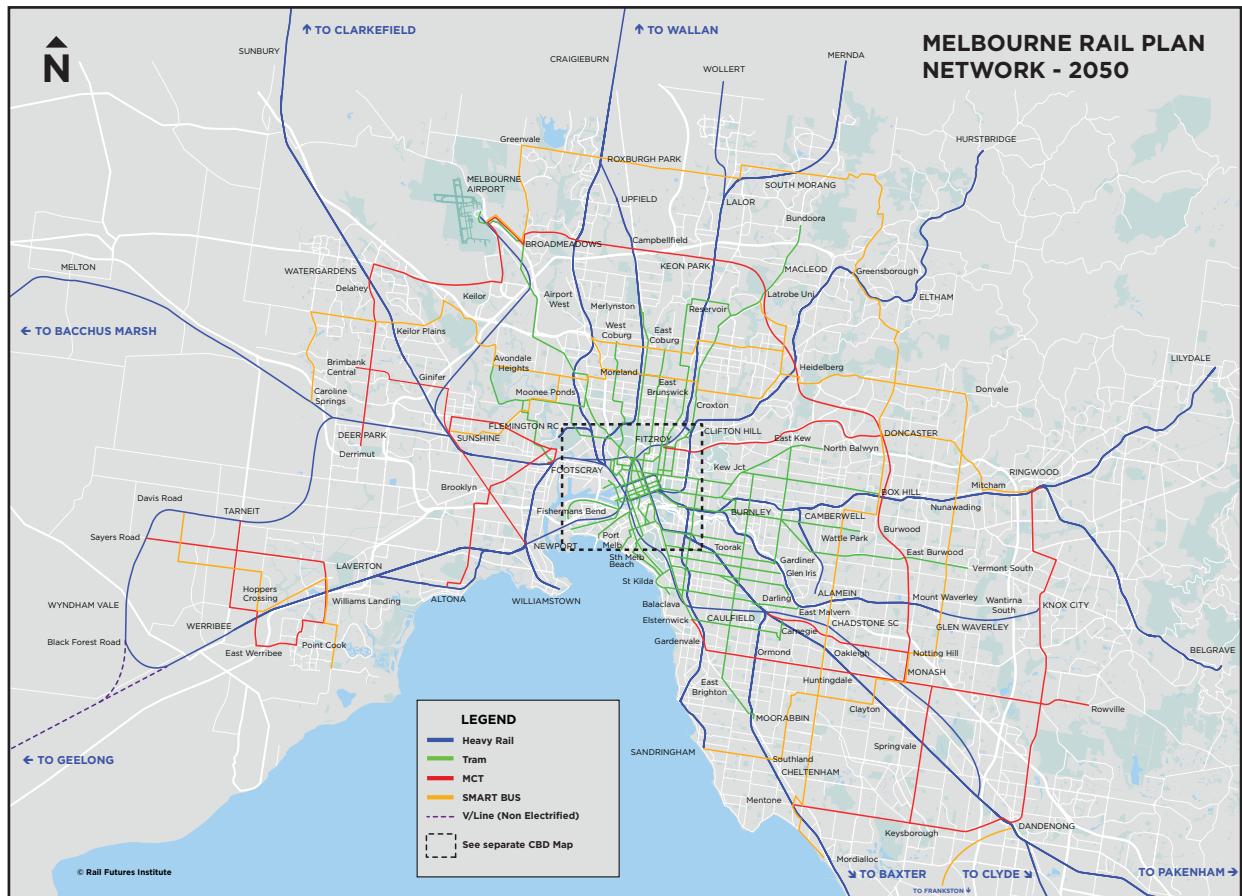 ↑ TO CLARKEFIELD
↑ TO WALLAN
MELBOURNE RAIL PLAN
NETWORK - 2050
N
SUNBURY
CRAIGIEBURN
WOLLERT
MERNDA
HURSTBRIDGE
Greenvale
ROXBURGH PARK
MELBOURNE
AIRPORT
SOUTH MORANG
UPFIELD
LALOR
Bundoora
BROADMEADOWS
Campbellfield
MELTON
WATERGARDENS
KEON PARK
MACLEOD
Greensborough
Delahey
Keilor
Airport
West
Merlynston
Latrobe Uni
ELTHAM
Reservoir
← TO BACCHUS MARSH
Keilor Plains
West
Coburg
East
Coburg
LILYDALE
Avondale
Heights
Brimbank
Central
Ginifer
Moreland
Heidelberg
Caroline
Springs
Moonee Ponds
East
Brunswick
Donvale
Croxton
FLEMINGTON RC
CLIFTON HILL
DEER PARK
SUNSHINE
FITZROY
East Kew
DONCASTER
Derrimut
North Balwyn
FOOTSCRAY
Kew Jct
RINGWOOD
Brooklyn
Mitcham
Davis Road
BOX HILL
TARNEIT
Fishermans Bend
BURNLEY
CAMBERWELL
Nunawading
Sayers Road
Port
Melb
Wattle Park
Burwood
NEWPORT
Toorak
East Burwood
Sth Melb
Beach
Gardiner
LAVERTON
Glen Iris
Vermont South
St Kilda
Hoppers
Crossing
Williams Landing
ALTONA
WILLIAMSTOWN
Darling
ALAMEIN
Mount Waverley
Wantirna
South
WYNDHAM VALE
Balaclava
East Malvern
KNOX CITY
WERRIBEE
Elsternwick
CAULFIELD
CHADSTONE SC
GLEN WAVERLEY
Carnegie
Black Forest Road
Point Cook
Gardenvale
East Werribee
Ormond
Oakleigh
Notting Hill
BELGRAVE
MONASH
East
Brighton
Huntingdale
Clayton
Rowville
MOORABBIN
LEGEND
Heavy Rail
Tram
MCT
SMART BUS
V/Line (Non Electrified)
See separate CBD Map
SANDRINGHAM
Springvale
← TO GEELONG
Southland
CHELTENHAM
Mentone
Keysborough
DANDENONG
Mordialloc
© Rail Futures Institute
↘ TO BAXTER
TO CLYDE ↘
TO PAKENHAM →
TO FRANKSTON ↓